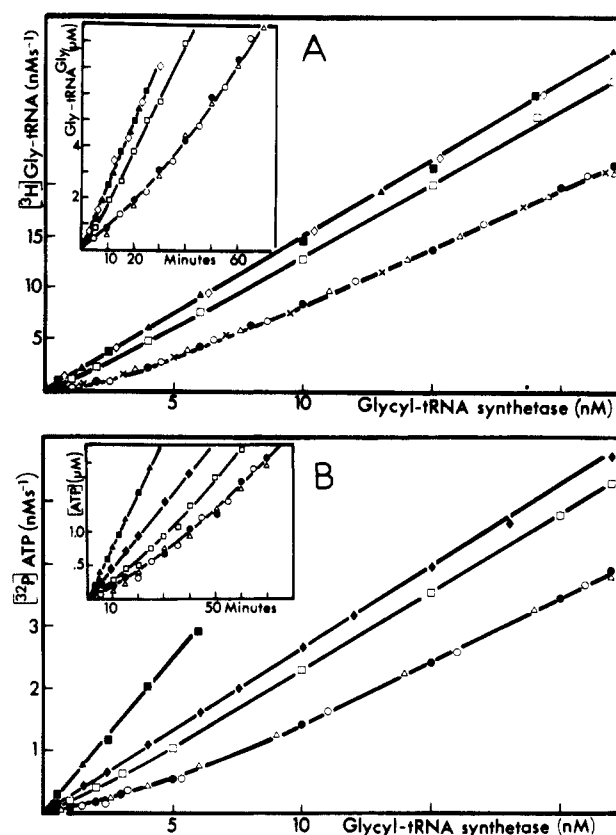 A
[³H] Gly-tRNA (nMs⁻¹)
15
10
5
5
10
Glycyl-tRNA synthetase (nM)
Gly-tRNA^Gly (μM)
6
4
2
10
20
Minutes
60
B
[³²P] ATP (nMs⁻¹)
3
2
1
5
10
Glycyl-tRNA synthetase (nM)
[ATP] (μM)
1.0
.5
10
50 Minutes